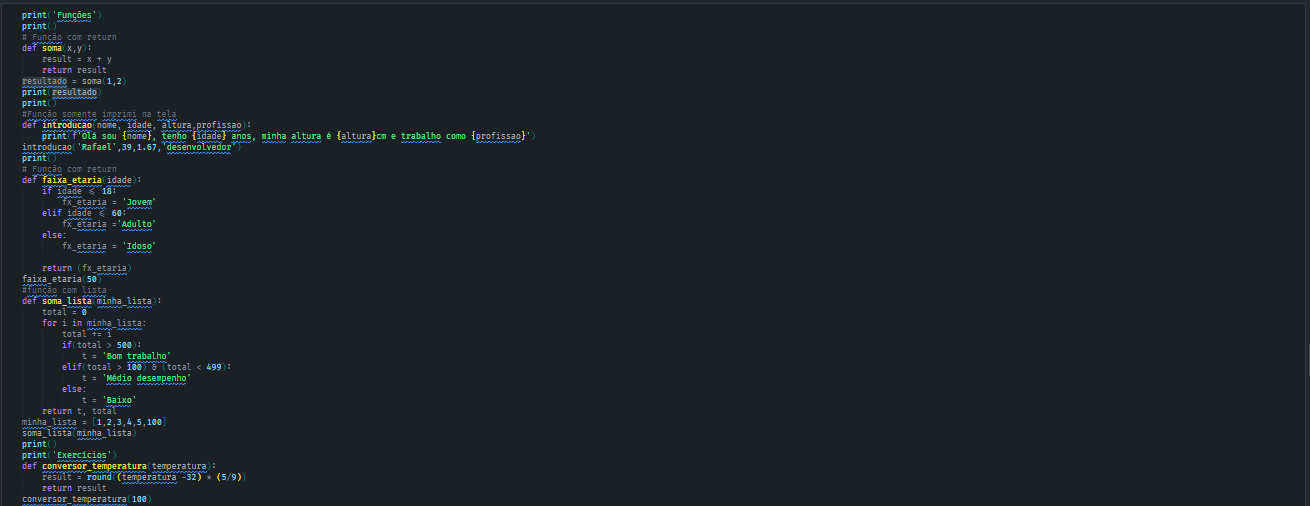 print('Funções')
print()
# Função com return
def soma(x,y):
    result = x + y
    return result
resultado = soma(1,2)
print(resultado)
print()
#Função somente imprimi na tela
def introducao(nome, idade, altura,profissao):
    print(f'Olá sou {nome}, tenho {idade} anos, minha altura é {altura}cm e trabalho como {profissao}')
introducao('Rafael',39,1.67,'desenvolvedor')
print()
# Função com return
def faixa_etaria(idade):
    if idade <= 18:
        fx_etaria = 'Jovem'
    elif idade <= 60:
        fx_etaria ='Adulto'
    else:
        fx_etaria = 'Idoso'

    return (fx_etaria)
faixa_etaria(50)
#função com lista
def soma_lista(minha_lista):
    total = 0
    for i in minha_lista:
        total += i
        if(total > 500):
            t = 'Bom trabalho'
        elif(total > 100) & (total < 499):
            t = 'Médio desempenho'
        else:
            t = 'Baixo'
    return t, total
minha_lista = [1,2,3,4,5,100]
soma_lista(minha_lista)
print()
print('Exercícios')
def conversor_temperatura(temperatura):
    result = round((temperatura -32) * (5/9))
    return result
conversor_temperatura(100)